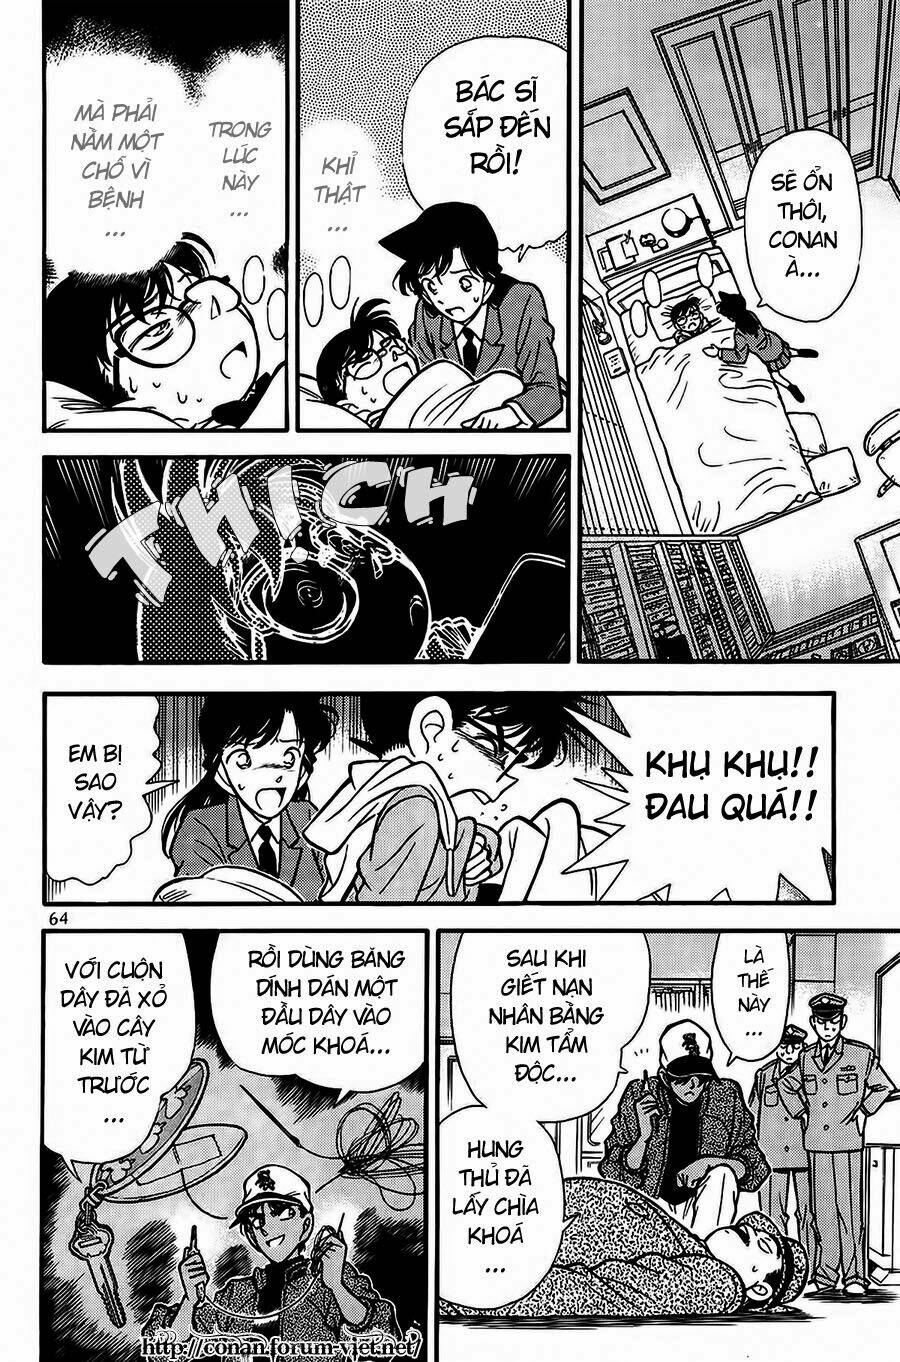 SẼ ỔN
THÔI,
CONAN
À...
BÁC SĨ
SẮP ĐẾN
RỒI!
KHỈ
THẬT
...
TRONG
LÚC
NÀY
...
MÀ PHẢI
NẰM MỘT
CHỖ VÌ
BỆNH
...
THỊCH
KHỤ KHỤ!!
ĐAU QUÁ!!
EM BỊ
SAO
VẬY?
64
LÀ
THẾ
NÀY
...
SAU KHI
GIẾT NẠN
NHÂN BẰNG
KIM TẨM
ĐỘC...
HUNG
THỦ ĐÃ
LẤY CHÌA
KHOÁ
...
RỒI DÙNG BĂNG
DÍNH DÁN MỘT
ĐẦU DÂY VÀO
MÓC KHOÁ...
VỚI CUỘN
DÂY ĐÃ XỎ
VÀO CÂY
KIM TỪ
TRƯỚC
...
http://conan.forum-viet.net/